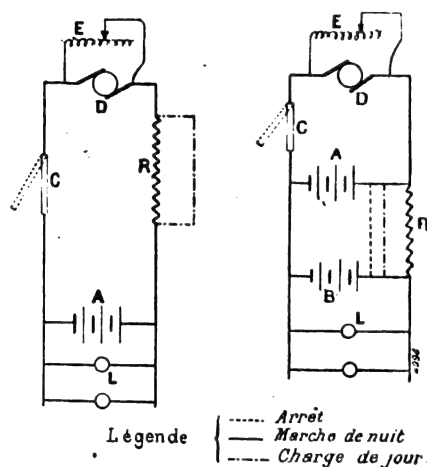 E
D
C
R
A
L
E
D
C
A
R
B
L
Légende
Arrêt
Marche de nuit
Charge de jour.